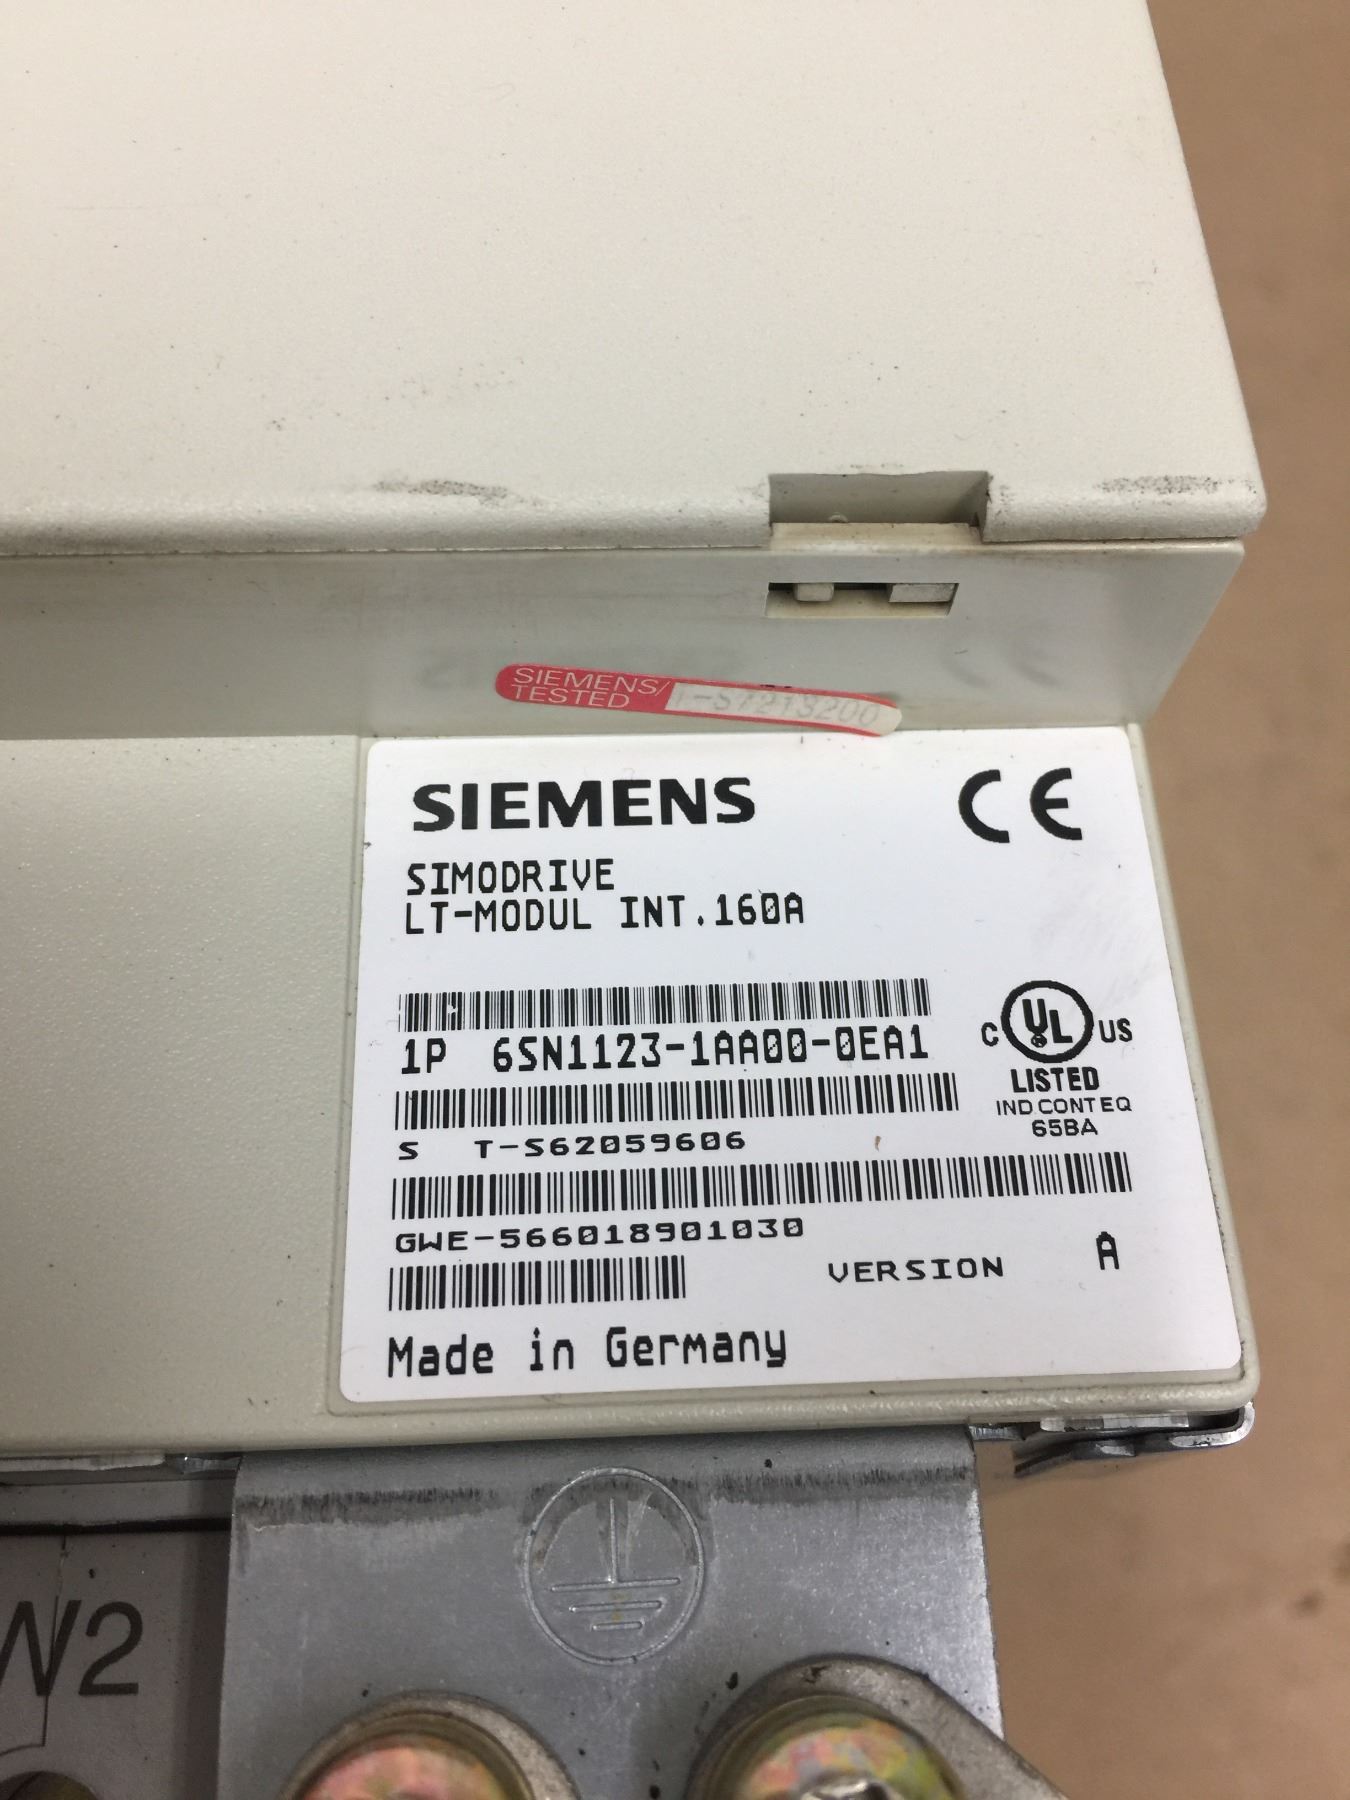 SIEMENS/
TESTED
-S7213200
SIEMENS
CE
SIMODRIVE
LT-MODUL INT.160A
1P 6SN1123-1AA00-0EA1
C UL US
LISTED
IND CONT EQ
65BA
S T-S62059606
GWE-566018901030
VERSION A
Made in Germany
W2